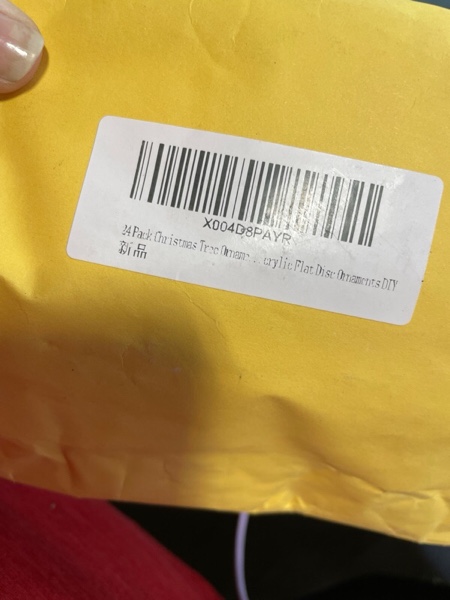 X004D8PAYR
24 Pack Christmas Tree Orname... crylic Flat Disc Ornaments DIY
新品